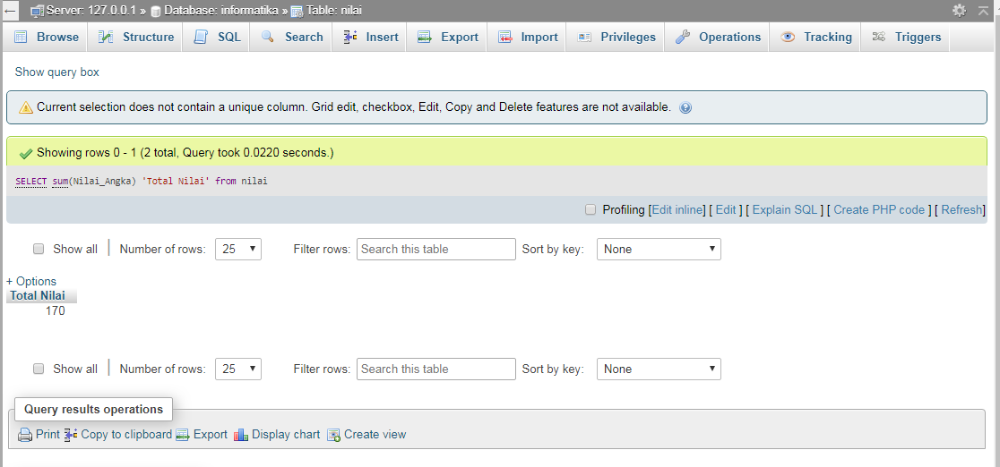 Server: 127.0.0.1 » Database: informatika » Table: nilai
Browse Structure SQL Search Insert Export Import Privileges Operations Tracking Triggers
Show query box
Current selection does not contain a unique column. Grid edit, checkbox, Edit, Copy and Delete features are not available.
Showing rows 0 - 1 (2 total, Query took 0.0220 seconds.)
SELECT sum(Nilai_Angka) 'Total Nilai' from nilai
Profiling [Edit inline] [ Edit ] [ Explain SQL ] [ Create PHP code ] [ Refresh]
Show all | Number of rows: 25 Filter rows: Search this table Sort by key: None
+ Options
Total Nilai
170
Show all | Number of rows: 25 Filter rows: Search this table Sort by key: None
Query results operations
Print Copy to clipboard Export Display chart Create view